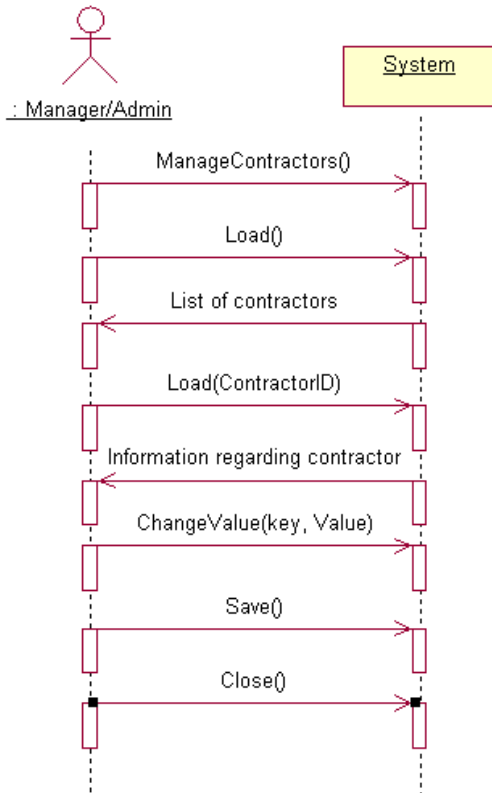 System
: Manager/Admin
ManageContractors()
Load()
List of contractors
Load(ContractorID)
Information regarding contractor
ChangeValue(key, Value)
Save()
Close()